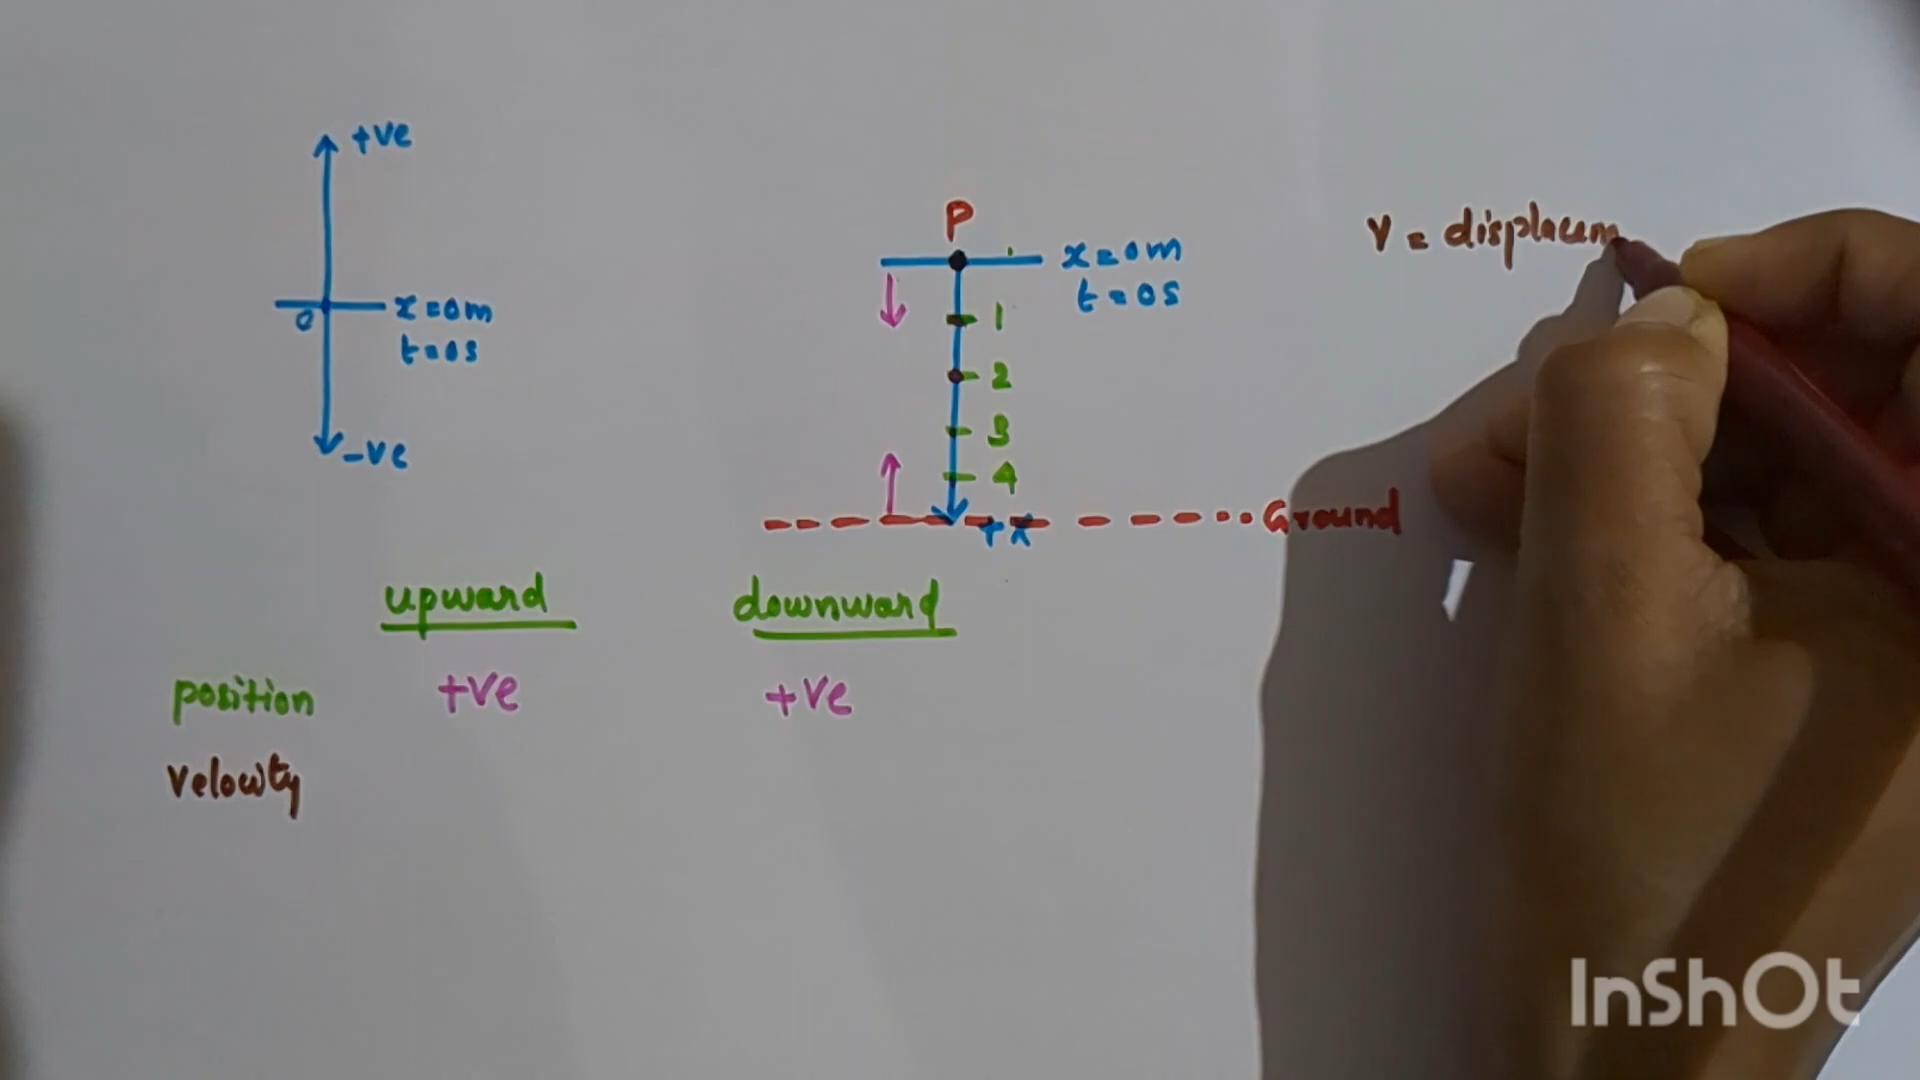 +ve
x=0m
0
t=0s
-ve
P
x=0m
t=0s
1
2
3
4
+x
Ground
V = displacem
upward downward
position +ve +ve
Velocity
InShOt